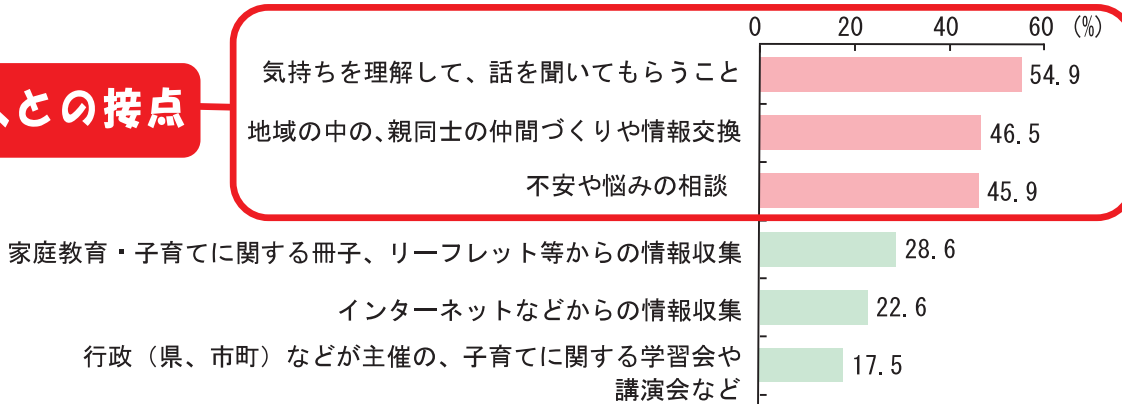 0 20 40 60 (%)
気持ちを理解して、話を聞いてもらうこと 54.9
との接点
地域の中の、親同士の仲間づくりや情報交換 46.5
不安や悩みの相談 45.9
家庭教育・子育てに関する冊子、リーフレット等からの情報収集 28.6
インターネットなどからの情報収集 22.6
行政（県、市町）などが主催の、子育てに関する学習会や 17.5
講演会など